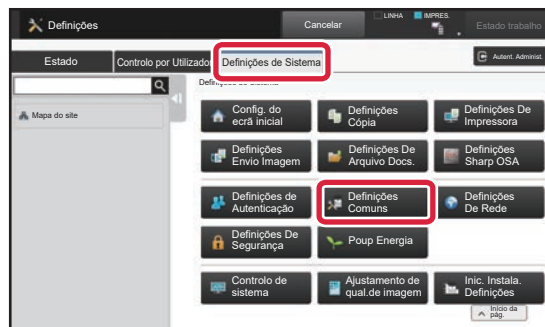 Definições
Cancelar
LINHA
IMPRES.
Estado trabalho
Estado
Controlo por Utilizador
Definições de Sistema
Autent. Administ.
Mapa do site
Config. do
ecrã inicial
Definições
Cópia
Definições De
Impressora
Definições
Envio Imagem
Definições De
Arquivo Docs.
Definições
Sharp OSA
Definições de
Autenticação
Definições
Comuns
Definições
De Rede
Definições De
Segurança
Poup Energia
Controlo de
sistema
Ajustamento de
qual.de imagem
Inic. Instala.
Definições
Início da
pág.